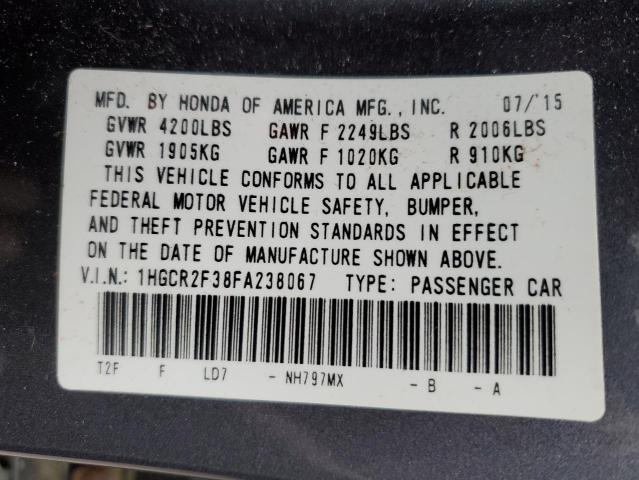 MFD. BY HONDA OF AMERICA MFG., INC. 07/15
GVWR 4200LBS GAWR F 2249LBS R 2006LBS
GVWR 1905KG GAWR F 1020KG R 910KG
THIS VEHICLE CONFORMS TO ALL APPLICABLE
FEDERAL MOTOR VEHICLE SAFETY, BUMPER,
AND THEFT PREVENTION STANDARDS IN EFFECT
ON THE DATE OF MANUFACTURE SHOWN ABOVE.
V.I.N.: 1HGCR2F38FA238067 TYPE: PASSENGER CAR
T2F F LD7 - NH797MX - B - A